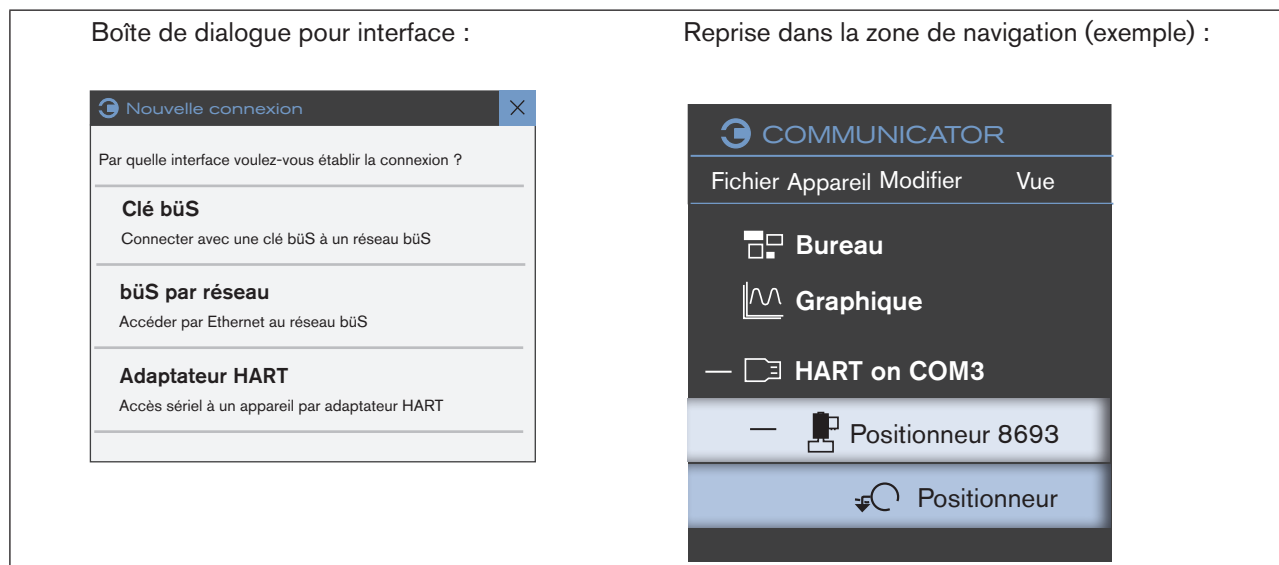 Boîte de dialogue pour interface :
Nouvelle connexion
Par quelle interface voulez-vous établir la connexion ?
Clé büS
Connecter avec une clé büS à un réseau büS
büS par réseau
Accéder par Ethernet au réseau büS
Adaptateur HART
Accès sériel à un appareil par adaptateur HART
Reprise dans la zone de navigation (exemple) :
COMMUNICATOR
Fichier Appareil Modifier Vue
Bureau
Graphique
HART on COM3
Positionneur 8693
Positionneur